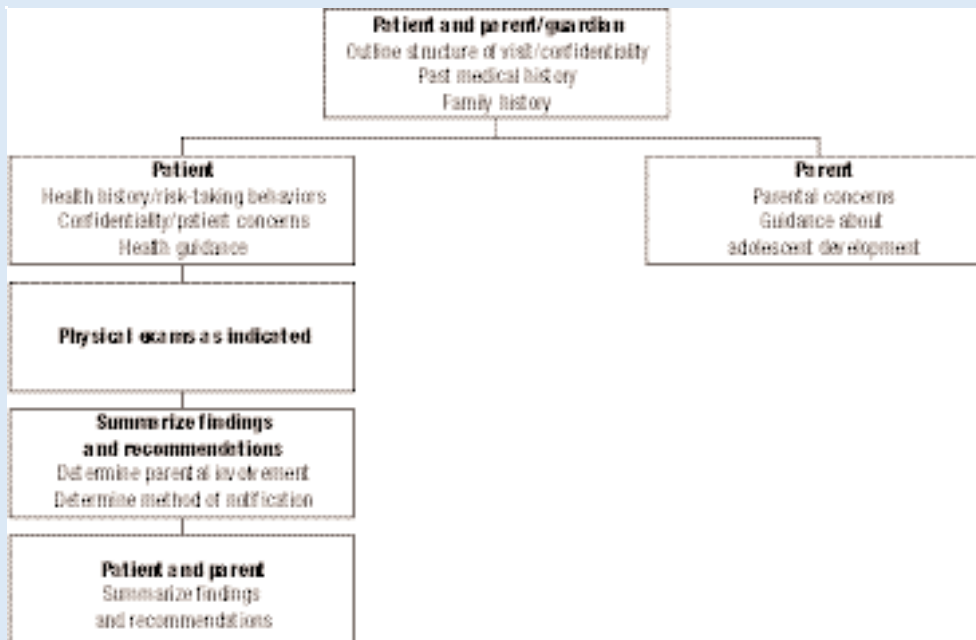 Patient and parent/guardian
Outline structure of visit/confidentiality
Past medical history
Family history
Patient
Health history/risk-taking behaviors
Confidentiality/patient concerns
Health guidance
Parent
Parental concerns
Guidance about
adolescent development
Physical exams as indicated
Summarize findings
and recommendations
Determine parental involvement
Determine method of notification
Patient and parent
Summarize findings
and recommendations